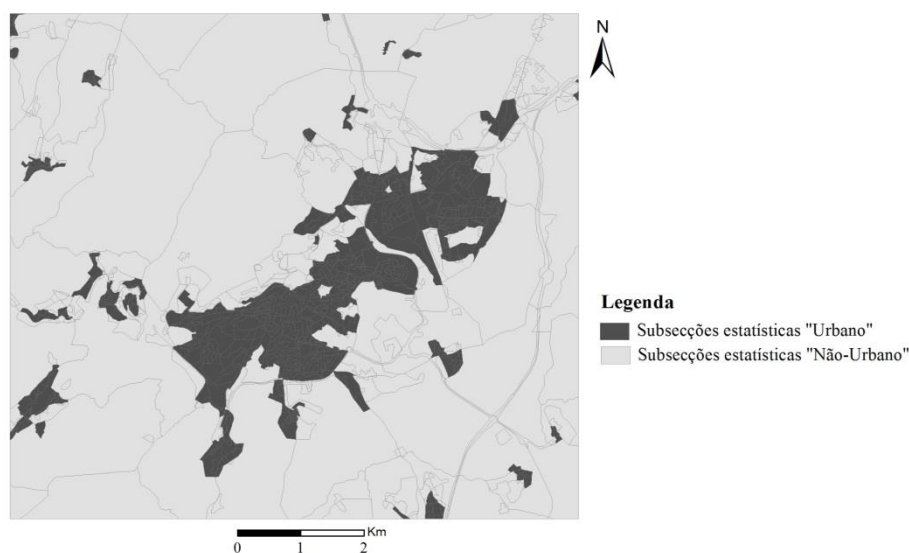 N
Legenda
Subsecções estatísticas "Urbano"
Subsecções estatísticas "Não-Urbano"
Km
0 1 2